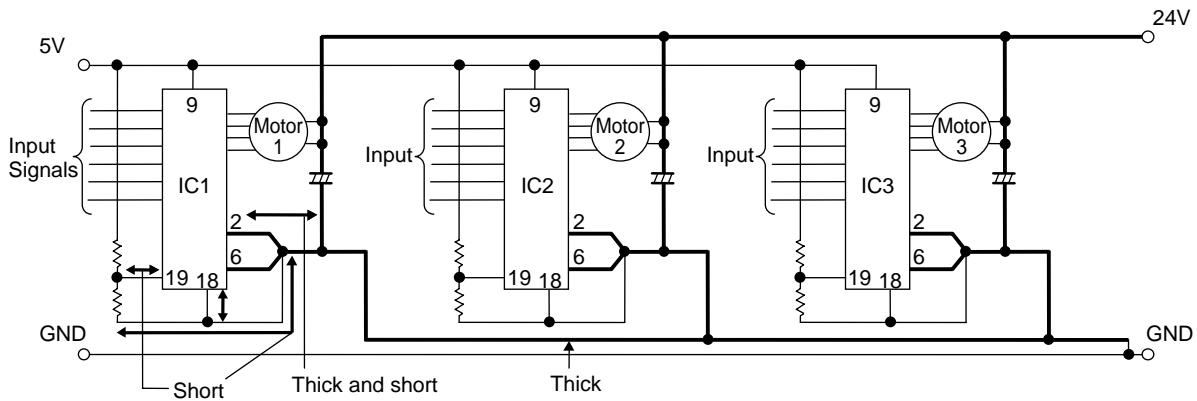 24V
5V
9
9
9
Motor
1
Motor
2
Motor
3
Input
Signals
Input
Input
IC1
IC2
IC3
2
2
2
6
6
6
19
18
19
18
19
18
GND
GND
Short
Thick and short
Thick